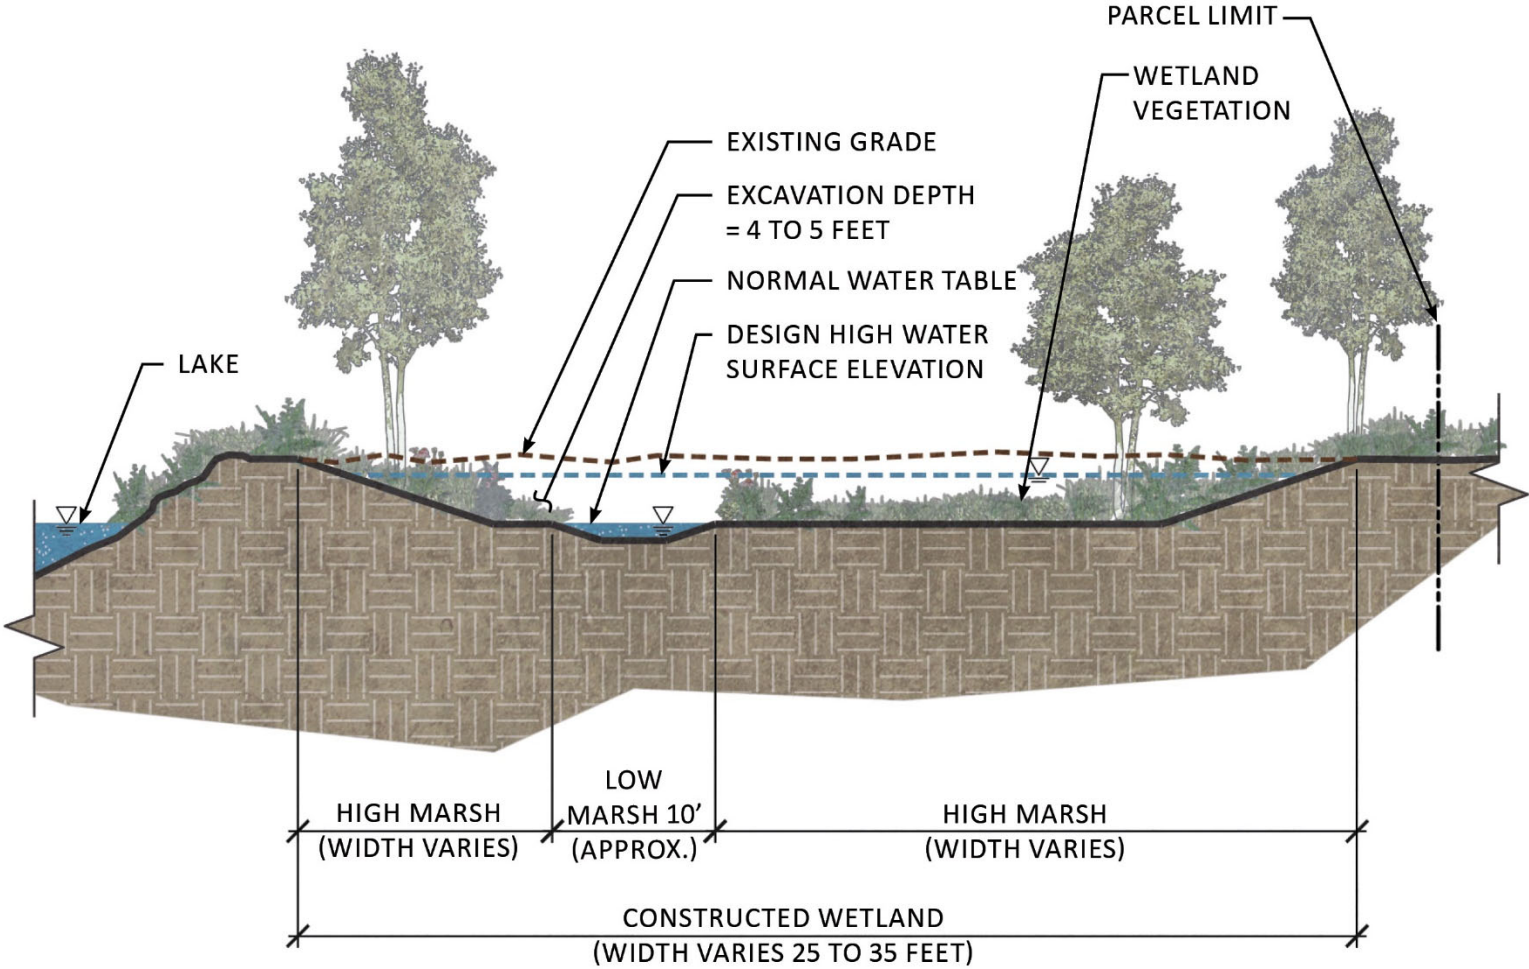 PARCEL LIMIT
WETLAND
VEGETATION
EXISTING GRADE
EXCAVATION DEPTH
= 4 TO 5 FEET
NORMAL WATER TABLE
DESIGN HIGH WATER
SURFACE ELEVATION
LAKE
HIGH MARSH
(WIDTH VARIES)
LOW
MARSH 10’
(APPROX.)
HIGH MARSH
(WIDTH VARIES)
CONSTRUCTED WETLAND
(WIDTH VARIES 25 TO 35 FEET)